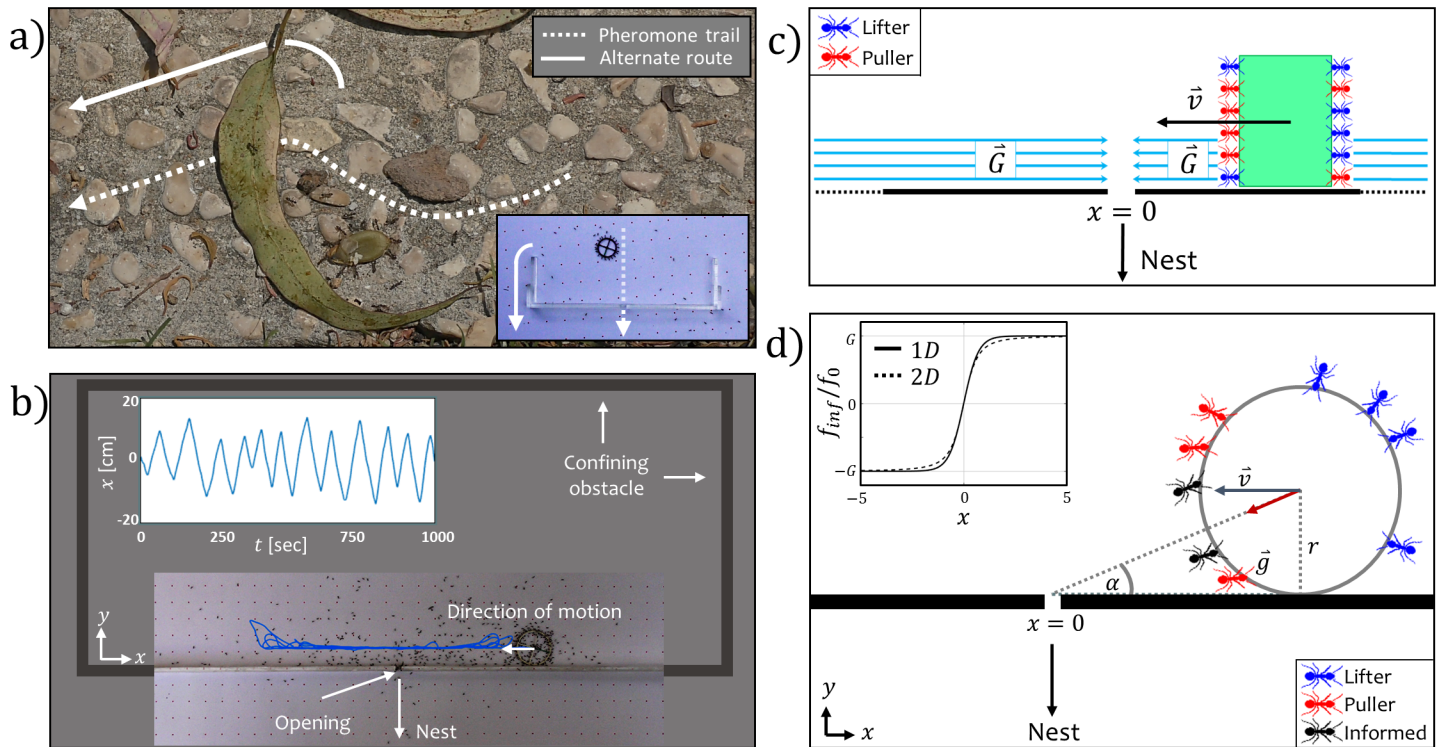 a)
Pheromone trail
Alternate route
b)
20
0
-20
x [cm]
0
250
500
750
1000
t [sec]
Confining
obstacle
Direction of motion
y
x
Opening
Nest
c)
Lifter
Puller
v⃗
G⃗
G⃗
x = 0
Nest
d)
1D
2D
G
0
−G
f_inf/f_0
−5
0
5
x
v⃗
g⃗
r
α
x = 0
Nest
y
x
Lifter
Puller
Informed